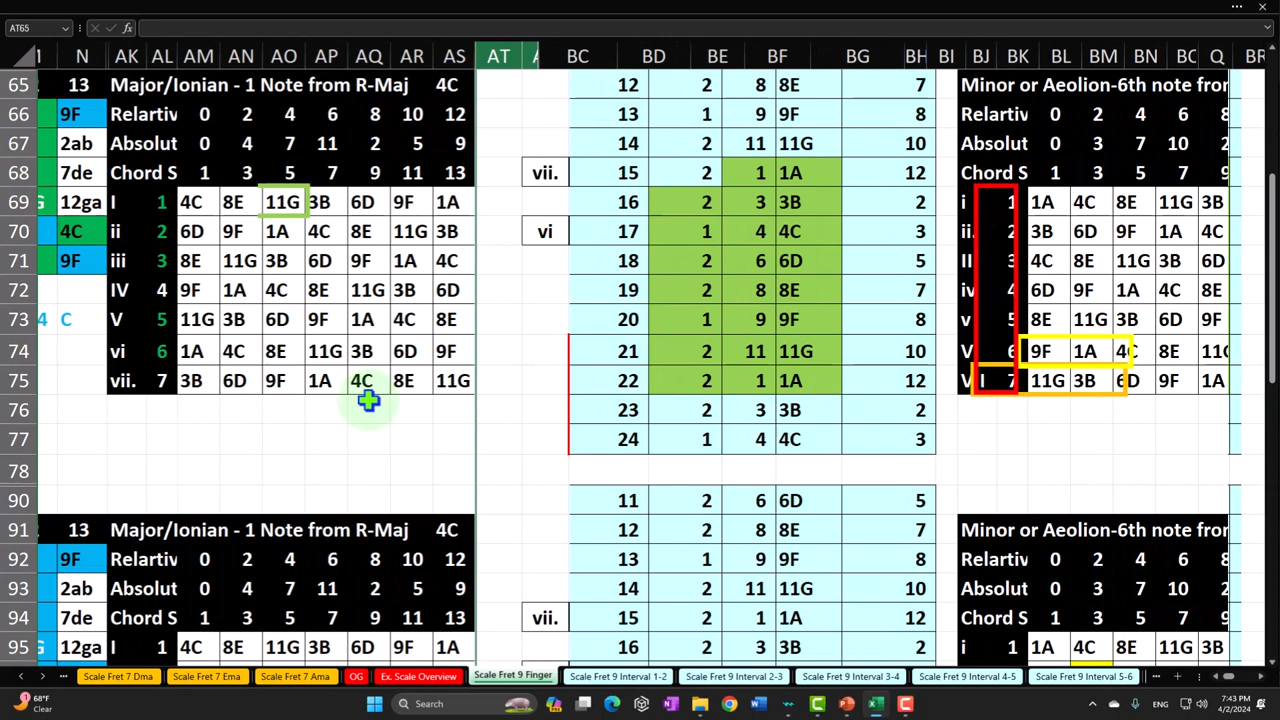 AT65 fx
N AK AL AM AN AO AP AQ AR AS AT BC BD BE BF BG BH BI BJ BK BL BM BN BC Q BR
65 13 Major/Ionian - 1 Note from R-Maj 4C 12 2 8 8E 7 Minor or Aeolion-6th note from
66 9F Relartiv 0 2 4 6 8 10 12 13 1 9 9F 8 Relartiv 0 2 4 6 8
67 2ab Absolut 0 4 7 11 2 5 9 14 2 11 11G 10 Absolut 0 3 7 10 2
68 7de Chord S 1 3 5 7 9 11 13 vii. 15 2 1 1A Chord S 1 3 5 7 9
69 12ga I 1 4C 8E 11G 3B 6D 9F 1A 16 2 3 3B 2 i 1 1A 4C 8E 11G 3B
70 4C ii 2 6D 9F 1A 4C 8E 11G 3B vi 17 1 4 4C 3 ii. 2 3B 6D 9F 1A 4C
71 9F iii 3 8E 11G 3B 6D 9F 1A 4C 18 2 6 6D 5 II 3 4C 8E 11G 3B 6D
72 IV 4 9F 1A 4C 8E 11G 3B 6D 19 2 8 8E 7 iv 4 6D 9F 1A 4C 8E
73 4 C V 5 11G 3B 6D 9F 1A 4C 8E 20 1 9 9F 8 v 5 8E 11G 3B 6D 9F
74 vi 6 1A 4C 8E 11G 3B 6D 9F 21 2 11 11G 10 V 6 9F 1A 4C 8E 11G
75 vii. 7 3B 6D 9F 1A 4C 8E 11G 22 2 1 1A 12 V I 7 11G 3B 6D 9F 1A
76 23 2 3 3B 2
77 24 1 4 4C 3
78
90 11 2 6 6D 5
91 13 Major/Ionian - 1 Note from R-Maj 4C 12 2 8 8E 7 Minor or Aeolion-6th note from
92 9F Relartiv 0 2 4 6 8 10 12 13 1 9 9F 8 Relartiv 0 2 4 6 8
93 2ab Absolut 0 4 7 11 2 5 9 14 2 11 11G 10 Absolut 0 3 7 10 2
94 7de Chord S 1 3 5 7 9 11 13 vii. 15 2 1 1A Chord S 1 3 5 7 9
95 12ga I 1 4C 8E 11G 3B 6D 9F 1A 16 2 3 3B 2 i 1 1A 4C 8E 11G 3B
Scale Fret 7 Dma Scale Fret 7 Ema Scale Fret 7 Ama OG Ex. Scale Overview Scale Fret 9 Finger Scale Fret 9 Interval 1-2 Scale Fret 9 Interval 2-3 Scale Fret 9 Interval 3-4 Scale Fret 9 Interval 4-5 Scale Fret 9 Interval 5-6
68°F
Clear
Search
7:43 PM
4/2/2024